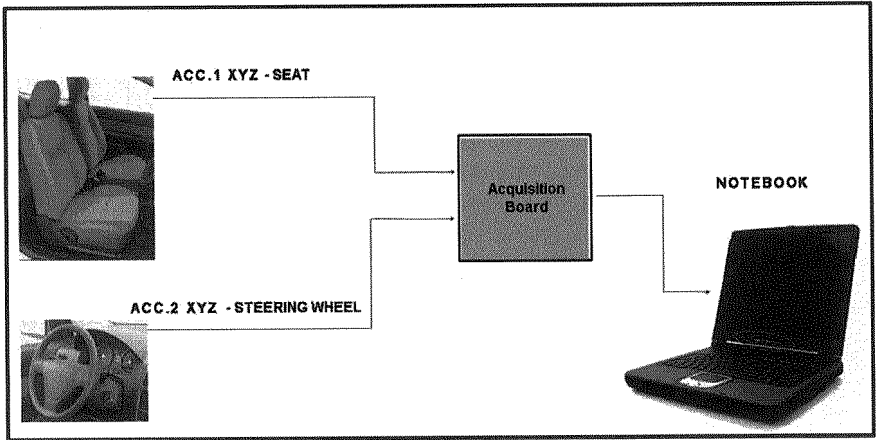 ACC.1 XYZ - SEAT
Acquisition
Board
NOTEBOOK
ACC.2 XYZ - STEERING WHEEL